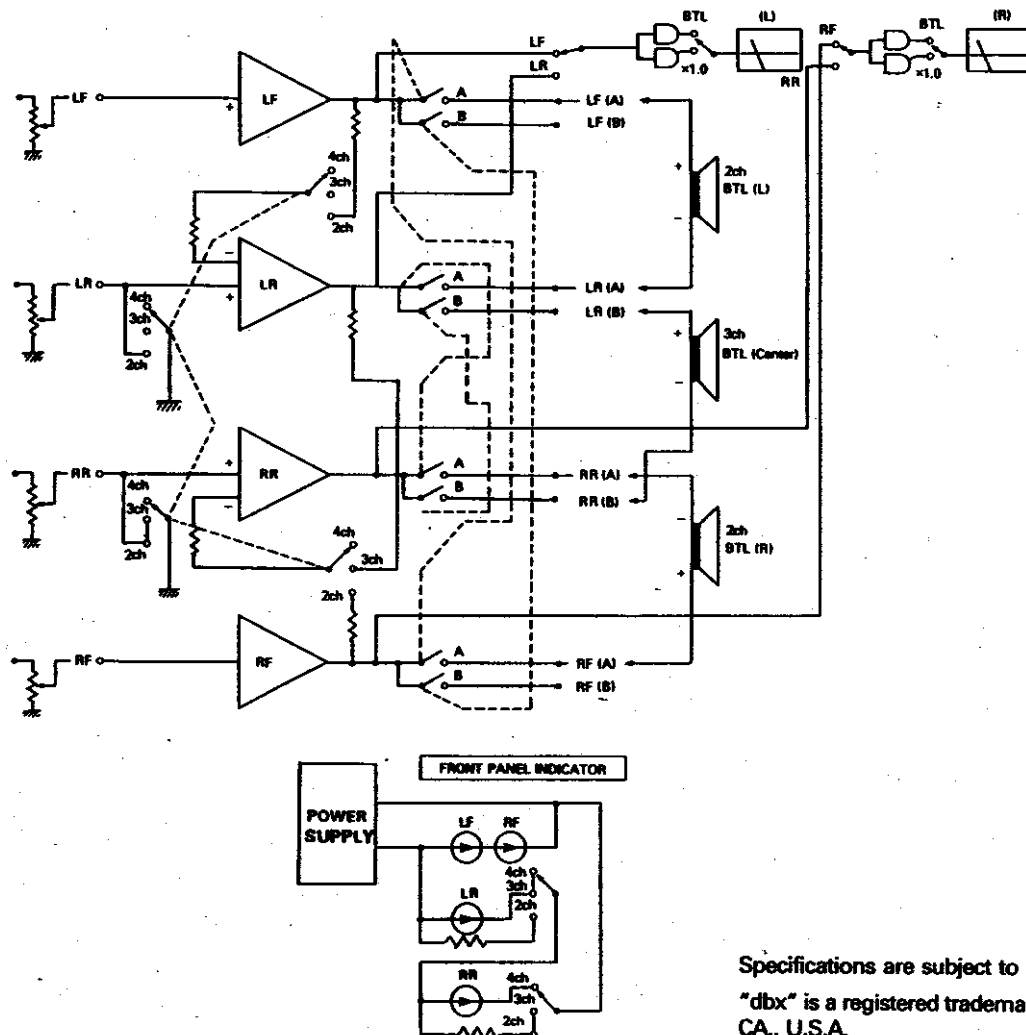 BTL (L) BTL (R)
LF RF
LR ×1.0 ×1.0
RR
LF LF A LF (A)
+ B LF (B)
4ch
3ch
2ch
+ 2ch
BTL (L)
−
−
LR LR A LR (A)
+ B LR (B)
4ch
3ch
2ch
+ 3ch
BTL (Center)
−
+
RR RR A RR (A)
− B RR (B)
4ch
3ch
2ch
− 2ch
BTL (R)
+
4ch
3ch
2ch
RF RF A RF (A)
B RF (B)
FRONT PANEL INDICATOR
POWER
SUPPLY
LF RF
4ch
3ch
LR 2ch
RR 4ch
3ch
2ch
Specifications are subject to
"dbx" is a registered tradema
CA., U.S.A.